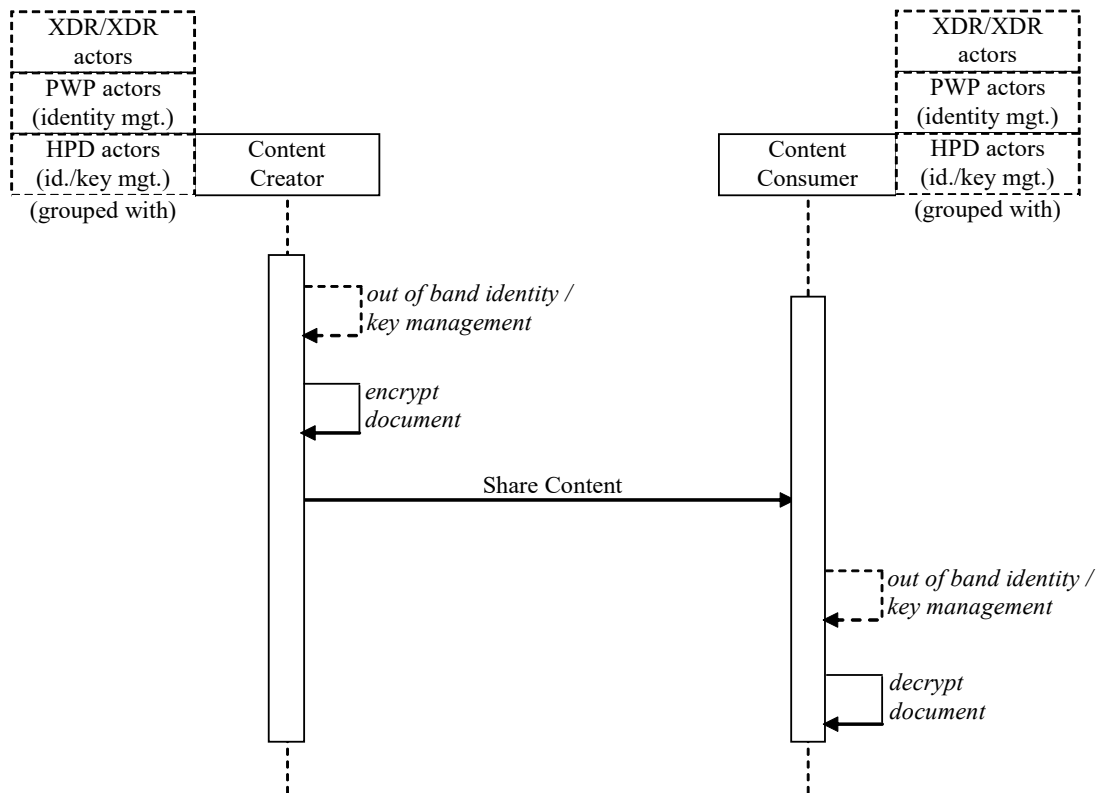 XDR/XDR
actors
PWP actors
(identity mgt.)
HPD actors
(id./key mgt.)
(grouped with)
Content
Creator
Content
Consumer
XDR/XDR
actors
PWP actors
(identity mgt.)
HPD actors
(id./key mgt.)
(grouped with)
out of band identity /
key management
encrypt
document
Share Content
out of band identity /
key management
decrypt
document